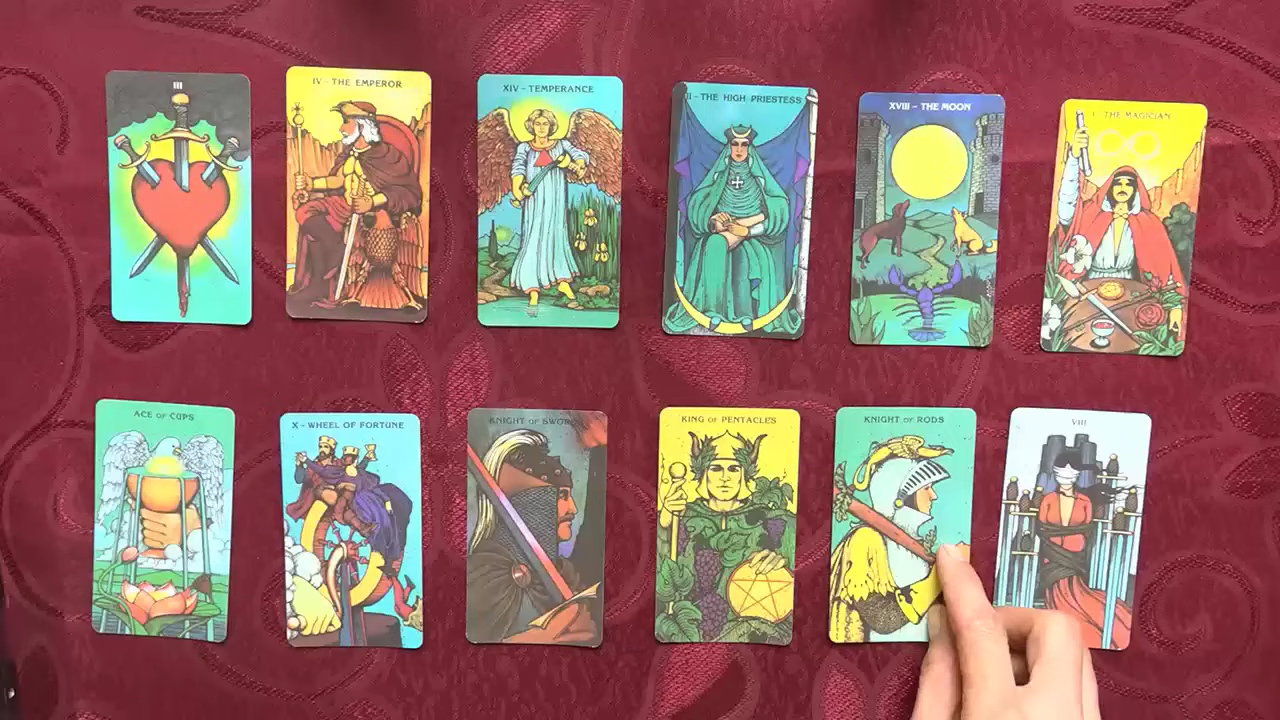 III
IV - THE EMPEROR
XIV - TEMPERANCE
II - THE HIGH PRIESTESS
XVIII - THE MOON
I - THE MAGICIAN
ACE OF CUPS
X - WHEEL OF FORTUNE
KNIGHT OF SWORDS
KING OF PENTACLES
KNIGHT OF RODS
VIII